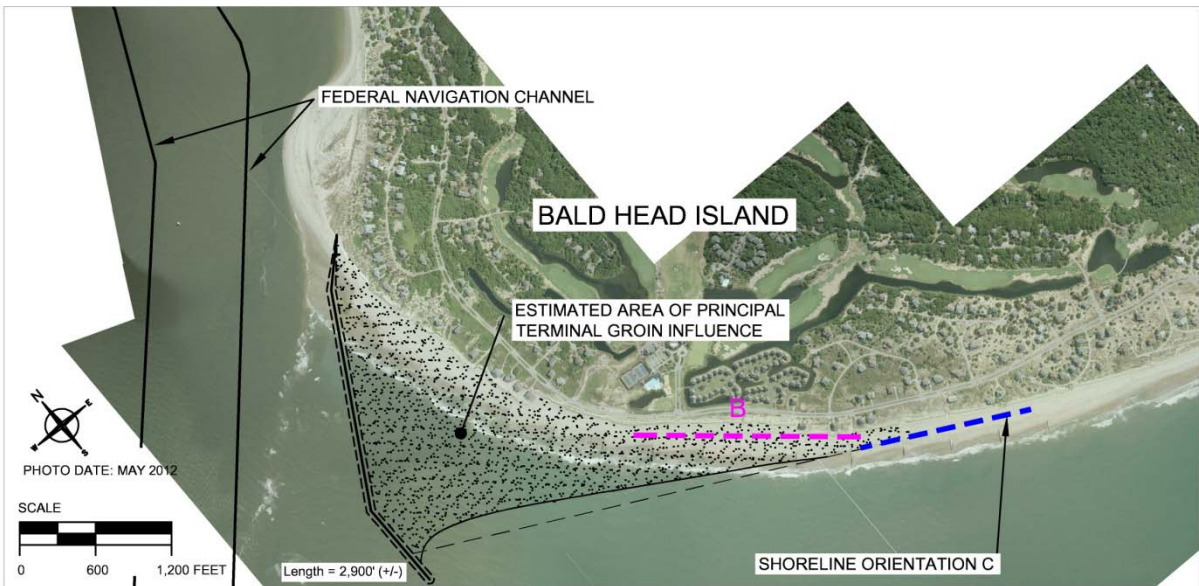 FEDERAL NAVIGATION CHANNEL
BALD HEAD ISLAND
ESTIMATED AREA OF PRINCIPAL
TERMINAL GROIN INFLUENCE
B
N
E
W
S
PHOTO DATE: MAY 2012
SCALE
0 600 1,200 FEET
Length = 2,900' (+/-)
SHORELINE ORIENTATION C